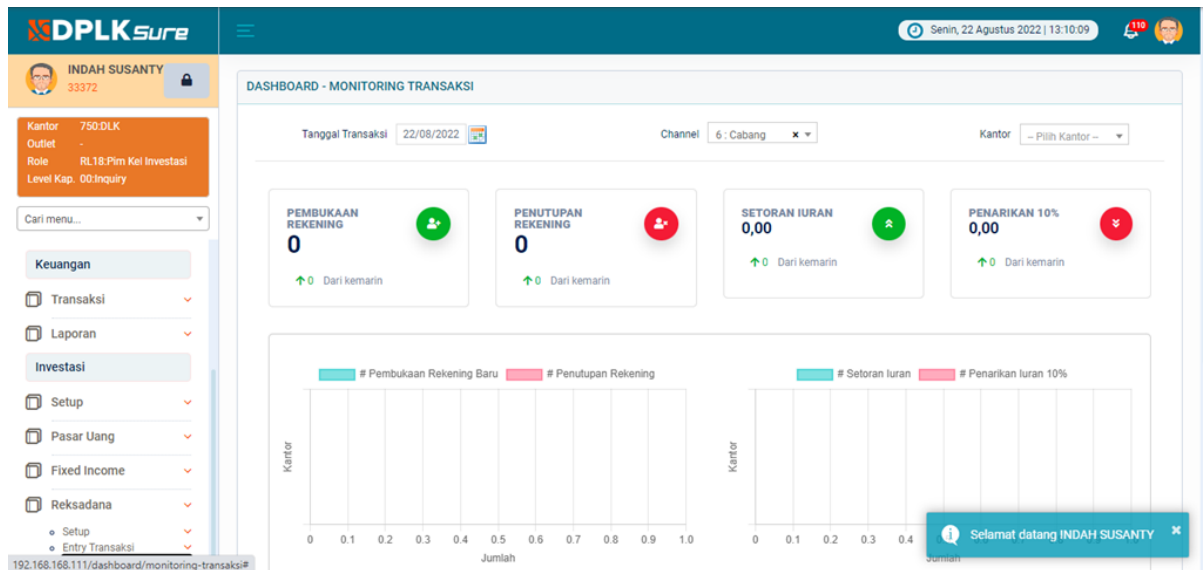 DPLK Sure
Senin, 22 Agustus 2022 | 13:10:09
110
INDAH SUSANTY
33372
Kantor 750:DLK
Outlet -
Role RL18:Pim Kel Investasi
Level Kap. 00:Inquiry
Cari menu...
Keuangan
Transaksi
Laporan
Investasi
Setup
Pasar Uang
Fixed Income
Reksadana
Setup
Entry Transaksi
192.168.168.111/dashboard/monitoring-transaksi#
DASHBOARD - MONITORING TRANSAKSI
Tanggal Transaksi 22/08/2022
Channel 6 : Cabang
Kantor -- Pilih Kantor --
PEMBUKAAN
REKENING
0
0 Dari kemarin
PENUTUPAN
REKENING
0
0 Dari kemarin
SETORAN IURAN
0,00
0 Dari kemarin
PENARIKAN 10%
0,00
0 Dari kemarin
# Pembukaan Rekening Baru # Penutupan Rekening
Kantor
0 0.1 0.2 0.3 0.4 0.5 0.6 0.7 0.8 0.9 1.0
Jumlah
# Setoran Iuran # Penarikan Iuran 10%
Kantor
0 0.1 0.2 0.3 0.4
Jumlah
Selamat datang INDAH SUSANTY